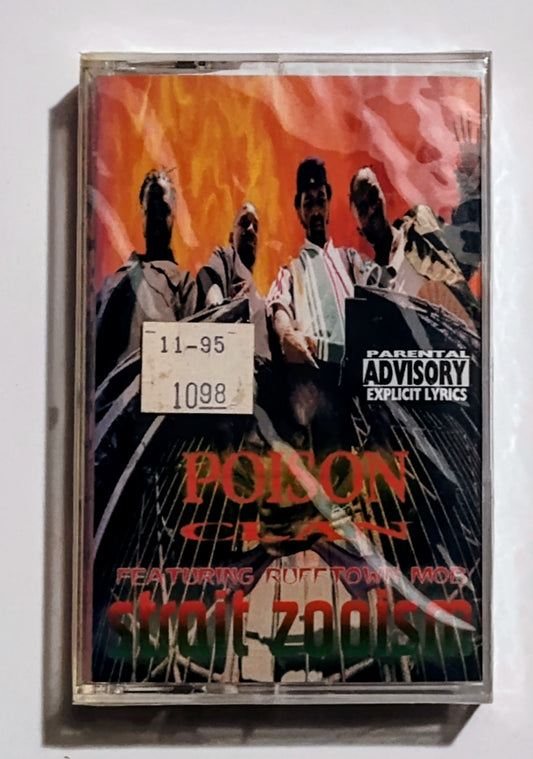 11-95
1098
PARENTAL
ADVISORY
EXPLICIT LYRICS
POISON
CLAN
FEATURING RUFFTOWN MOB
strait zooism